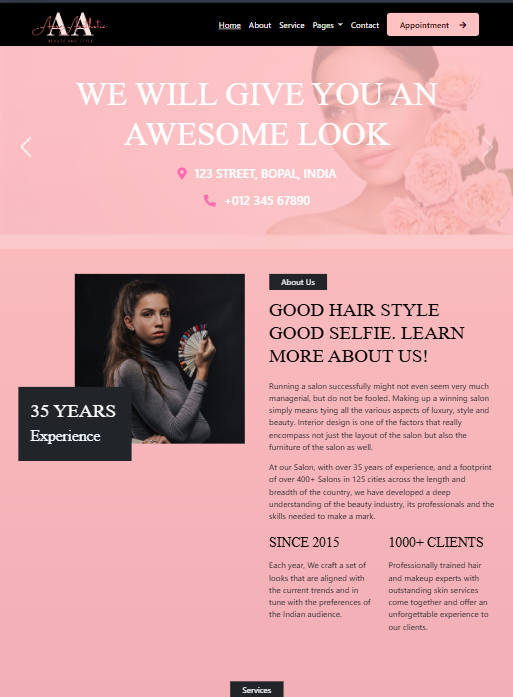 AA
BEAUTY AND STYLE
Home About Service Pages Contact Appointment
WE WILL GIVE YOU AN
AWESOME LOOK
123 STREET, BOPAL, INDIA
+012 345 67890
35 YEARS
Experience
About Us
GOOD HAIR STYLE
GOOD SELFIE. LEARN
MORE ABOUT US!
Running a salon successfully might not even seem very much
managerial, but do not be fooled. Making up a winning salon
simply means tying all the various aspects of luxury, style and
beauty. Interior design is one of the factors that really
encompass not just the layout of the salon but also the
furniture of the salon as well.
At our Salon, with over 35 years of experience, and a footprint
of over 400+ Salons in 125 cities across the length and
breadth of the country, we have developed a deep
understanding of the beauty industry, its professionals and the
skills needed to make a mark.
SINCE 2015
Each year, We craft a set of
looks that are aligned with
the current trends and in
tune with the preferences of
the Indian audience.
1000+ CLIENTS
Professionally trained hair
and makeup experts with
outstanding skin services
come together and offer an
unforgettable experience to
our clients.
Services